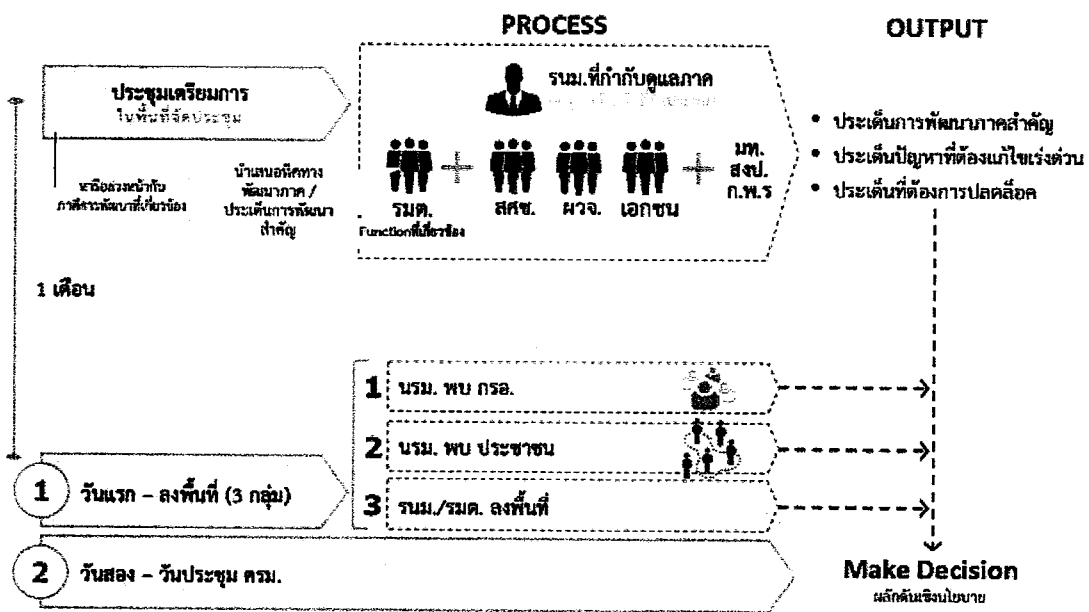 PROCESS
OUTPUT
ประชุมเตรียมการ
ในพื้นที่จัดประชุม
หารือล่วงหน้ากับ
ภาคีการพัฒนาที่เกี่ยวข้อง
นำเสนอทิศทาง
พัฒนาภาค /
ประเด็นการพัฒนา
สำคัญ
รนม.ที่กำกับดูแลภาค
รมต.
Functionที่เกี่ยวข้อง
+
สศช.
ผวจ.
เอกชน
+
มท.
สงป.
ก.พ.ร
• ประเด็นการพัฒนาภาคสำคัญ
• ประเด็นปัญหาที่ต้องแก้ไขเร่งด่วน
• ประเด็นที่ต้องการปลดล็อค
1 เดือน
1 วันแรก – ลงพื้นที่ (3 กลุ่ม)
1 นรม. พบ กรอ.
2 นรม. พบ ประชาชน
3 รนม./รมต. ลงพื้นที่
2 วันสอง – วันประชุม ครม.
Make Decision
ผลักดันเชิงนโยบาย